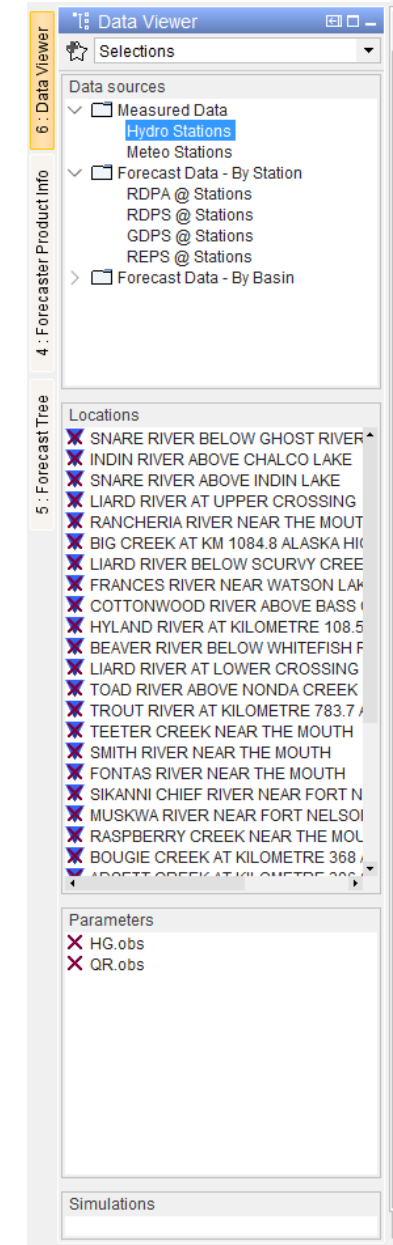 6 : Data Viewer
4 : Forecaster Product Info
5 : Forecast Tree
Data Viewer
Selections
Data sources
Measured Data
Hydro Stations
Meteo Stations
Forecast Data - By Station
RDPA @ Stations
RDPS @ Stations
GDPS @ Stations
REPS @ Stations
Forecast Data - By Basin
Locations
SNARE RIVER BELOW GHOST RIVER
INDIN RIVER ABOVE CHALCO LAKE
SNARE RIVER ABOVE INDIN LAKE
LIARD RIVER AT UPPER CROSSING
RANCHERIA RIVER NEAR THE MOUT
BIG CREEK AT KM 1084.8 ALASKA HIG
LIARD RIVER BELOW SCURVY CREE
FRANCES RIVER NEAR WATSON LAK
COTTONWOOD RIVER ABOVE BASS
HYLAND RIVER AT KILOMETRE 108.5
BEAVER RIVER BELOW WHITEFISH R
LIARD RIVER AT LOWER CROSSING
TOAD RIVER ABOVE NONDA CREEK
TROUT RIVER AT KILOMETRE 783.7
TEETER CREEK NEAR THE MOUTH
SMITH RIVER NEAR THE MOUTH
FONTAS RIVER NEAR THE MOUTH
SIKANNI CHIEF RIVER NEAR FORT N
MUSKWA RIVER NEAR FORT NELSO
RASPBERRY CREEK NEAR THE MOU
BOUGIE CREEK AT KILOMETRE 368
Parameters
HG.obs
QR.obs
Simulations